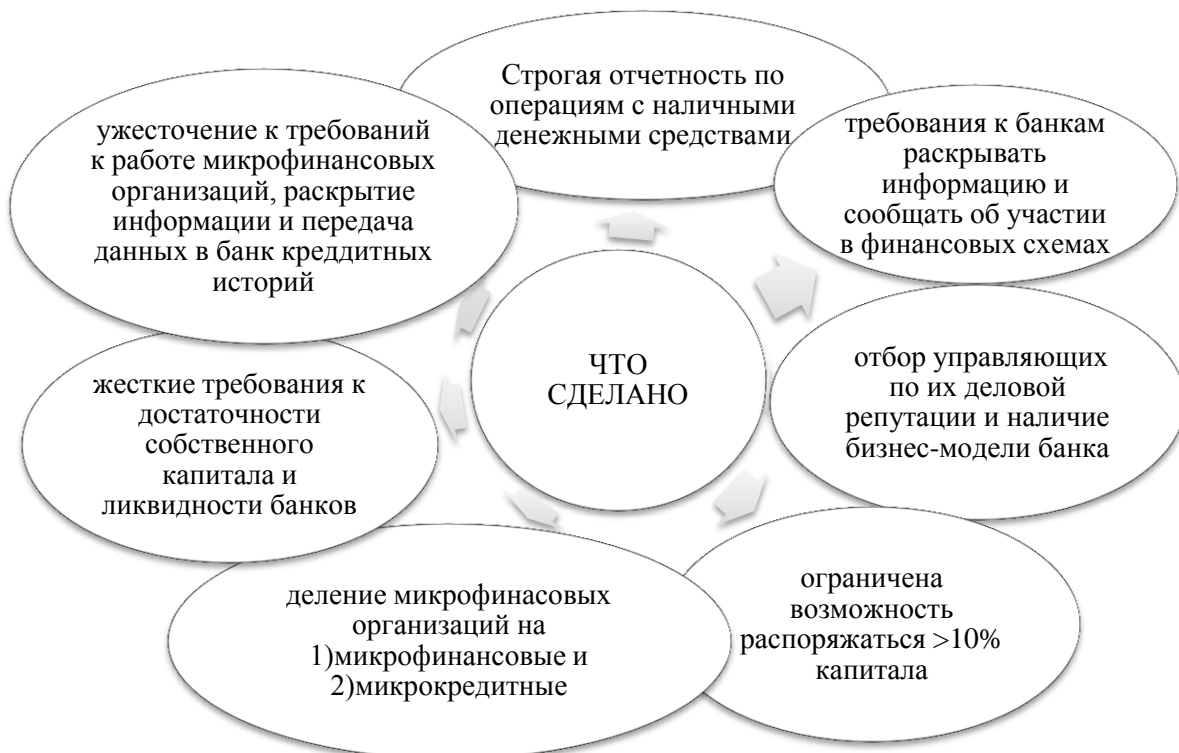 Строгая отчетность по
операциям с наличными
денежными средствами
требования к банкам
раскрывать
информацию и
сообщать об участии
в финансовых схемах
отбор управляющих
по их деловой
репутации и наличие
бизнес-модели банка
ограничена
возможность
распоряжаться >10%
капитала
деление микрофинасовых
организаций на
1)микрофинансовые и
2)микрокредитные
жесткие требования к
достаточности
собственного
капитала и
ликвидности банков
ужесточение к требований
к работе микрофинансовых
организаций, раскрытие
информации и передача
данных в банк креддитных
историй
ЧТО
СДЕЛАНО